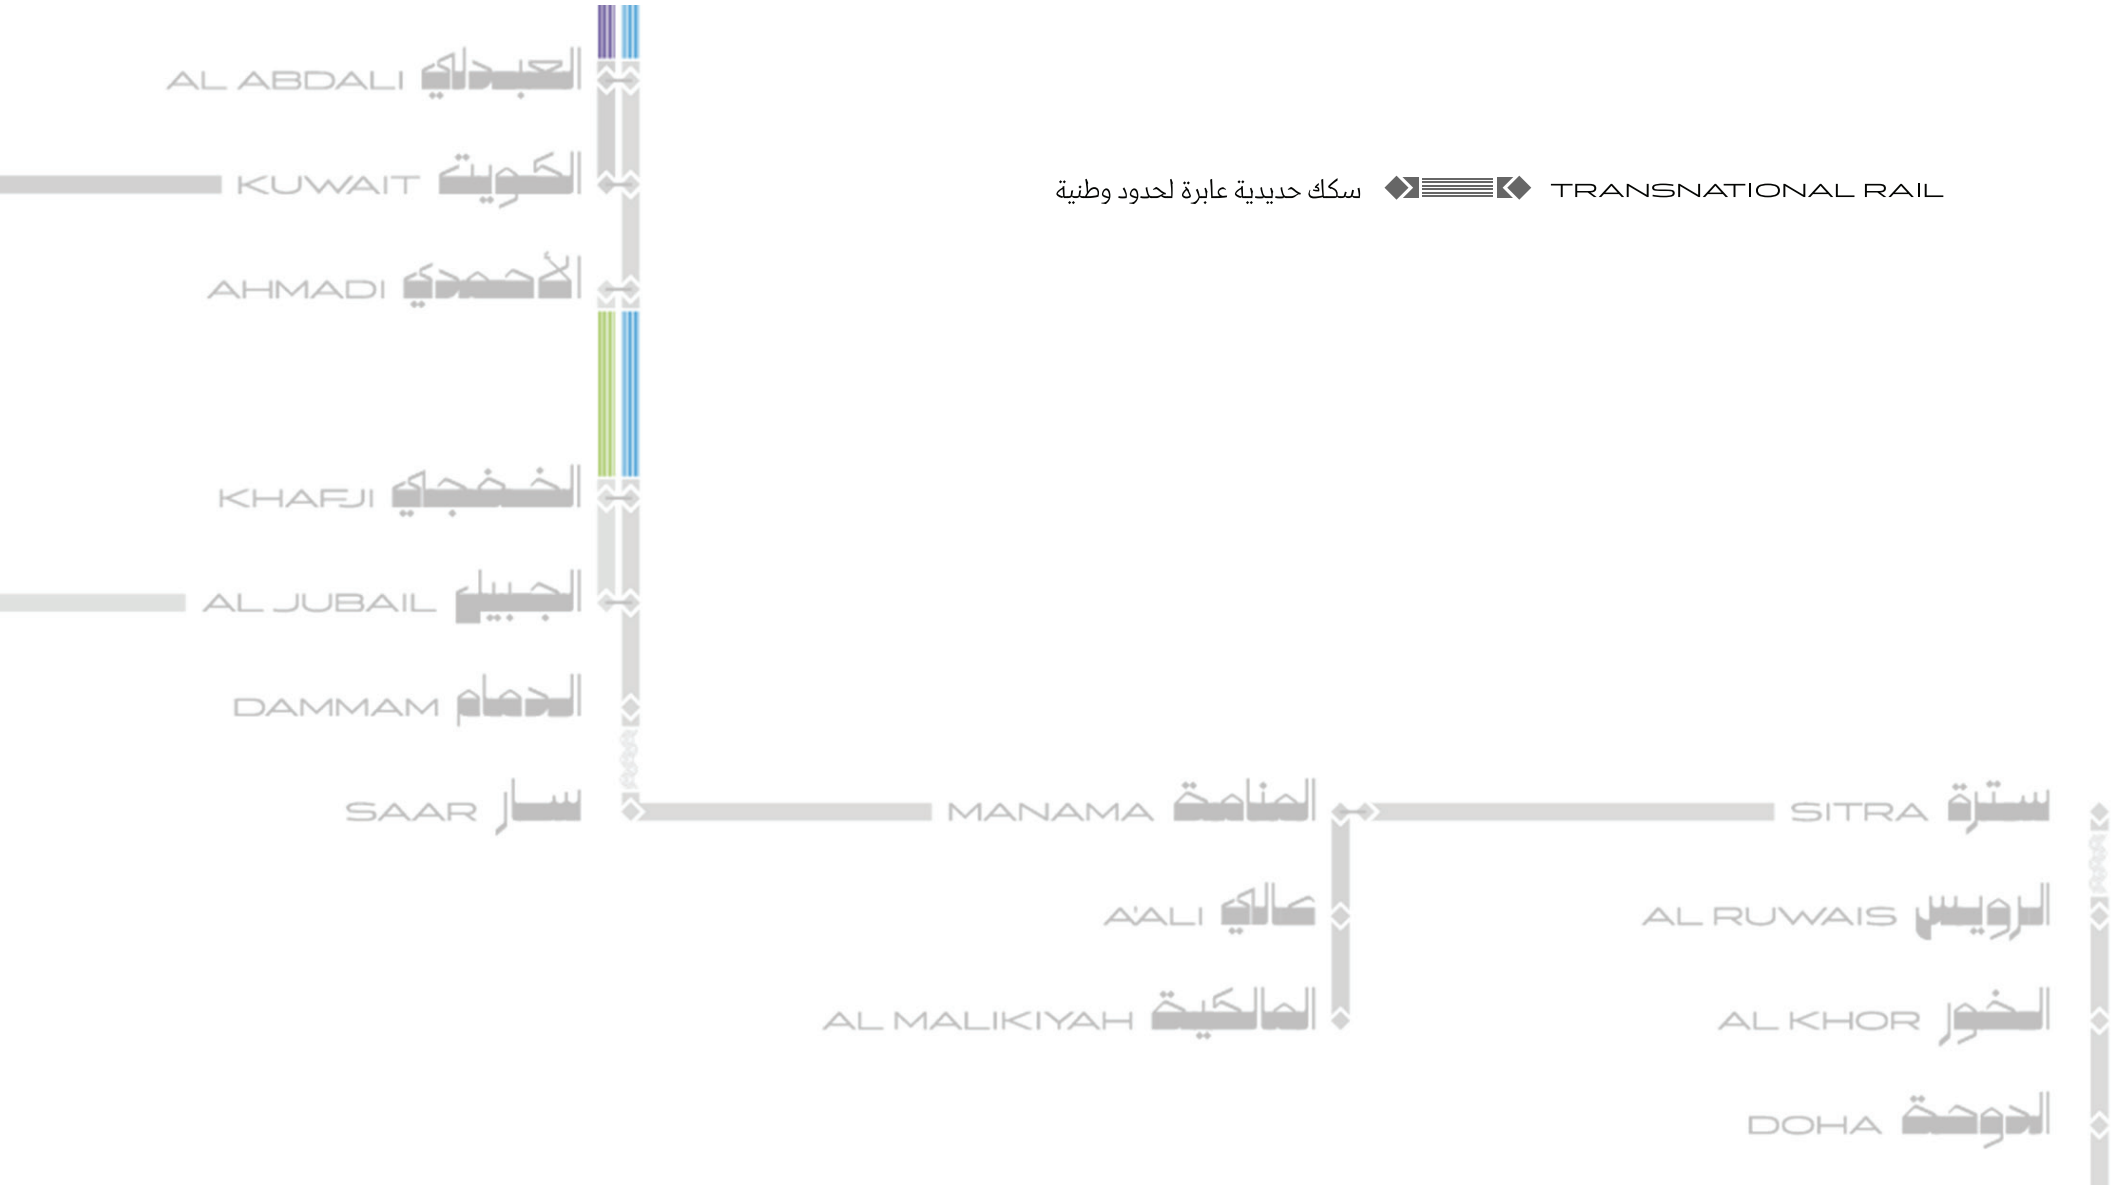 AL ABDALI العبدلي
KUWAIT الكويت
سكك حديدية عابرة لحدود وطنية TRANSNATIONAL RAIL
AHMADI الأحمدي
KHAFJI الخفجي
AL JUBAIL الجبيل
DAMMAM الدمام
SAAR سار
MANAMA المنامة
SITRA سترة
A'ALI عالي
AL RUWAIS الرويس
AL MALIKIYAH المالكية
AL KHOR الخور
DOHA الدوحة